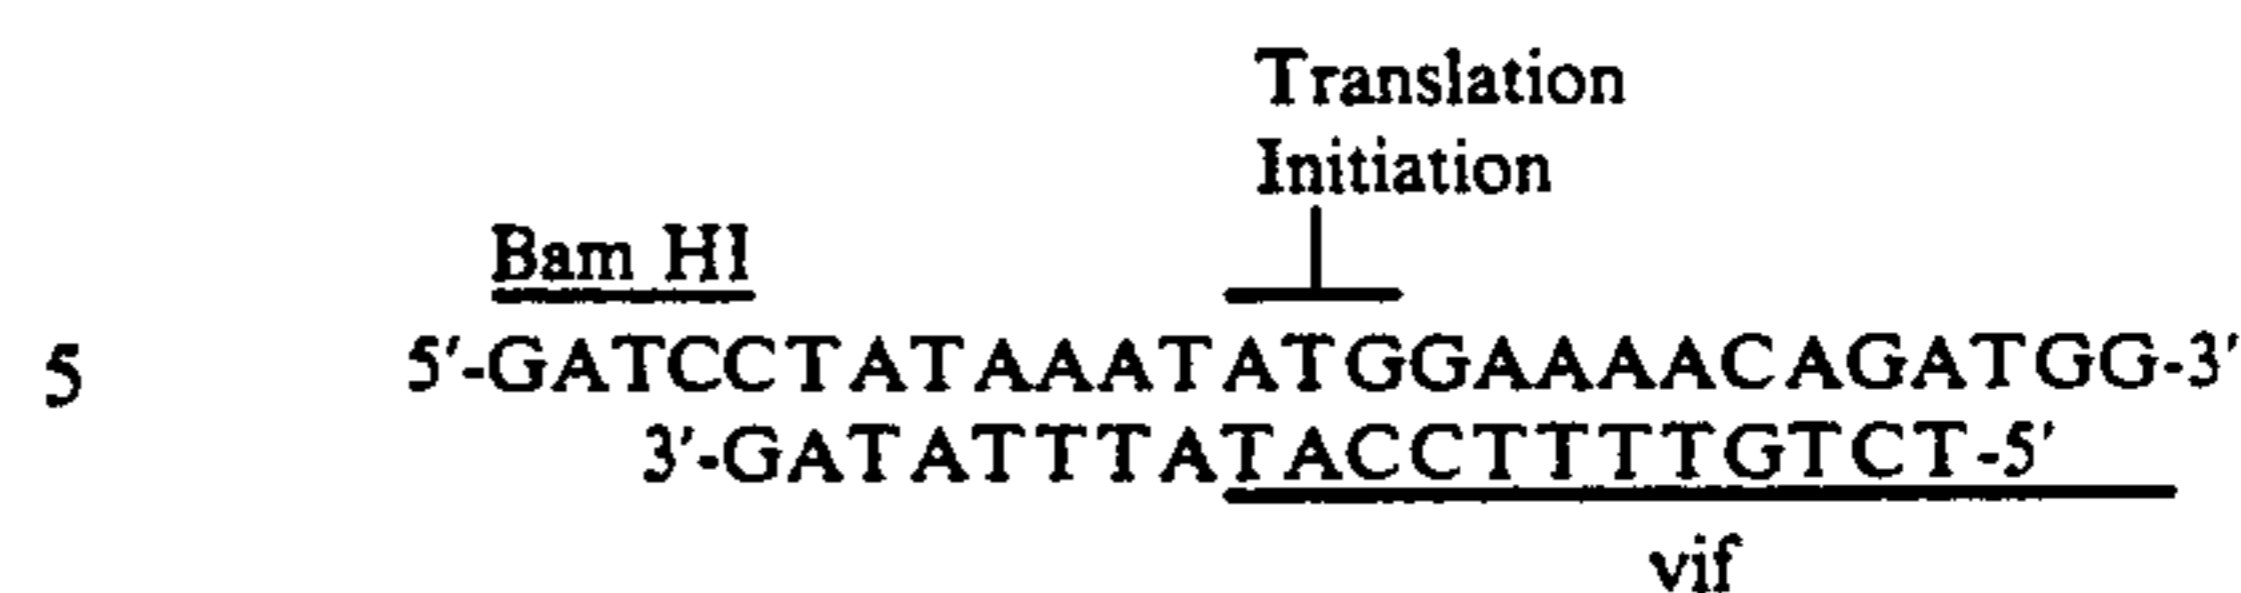 Translation
Initiation
Bam HI
5 5′-GATCCTATAAATATGGAAAACAGATGG-3′
3′-GATATTTATACCTTTTGTCT-5′
vif